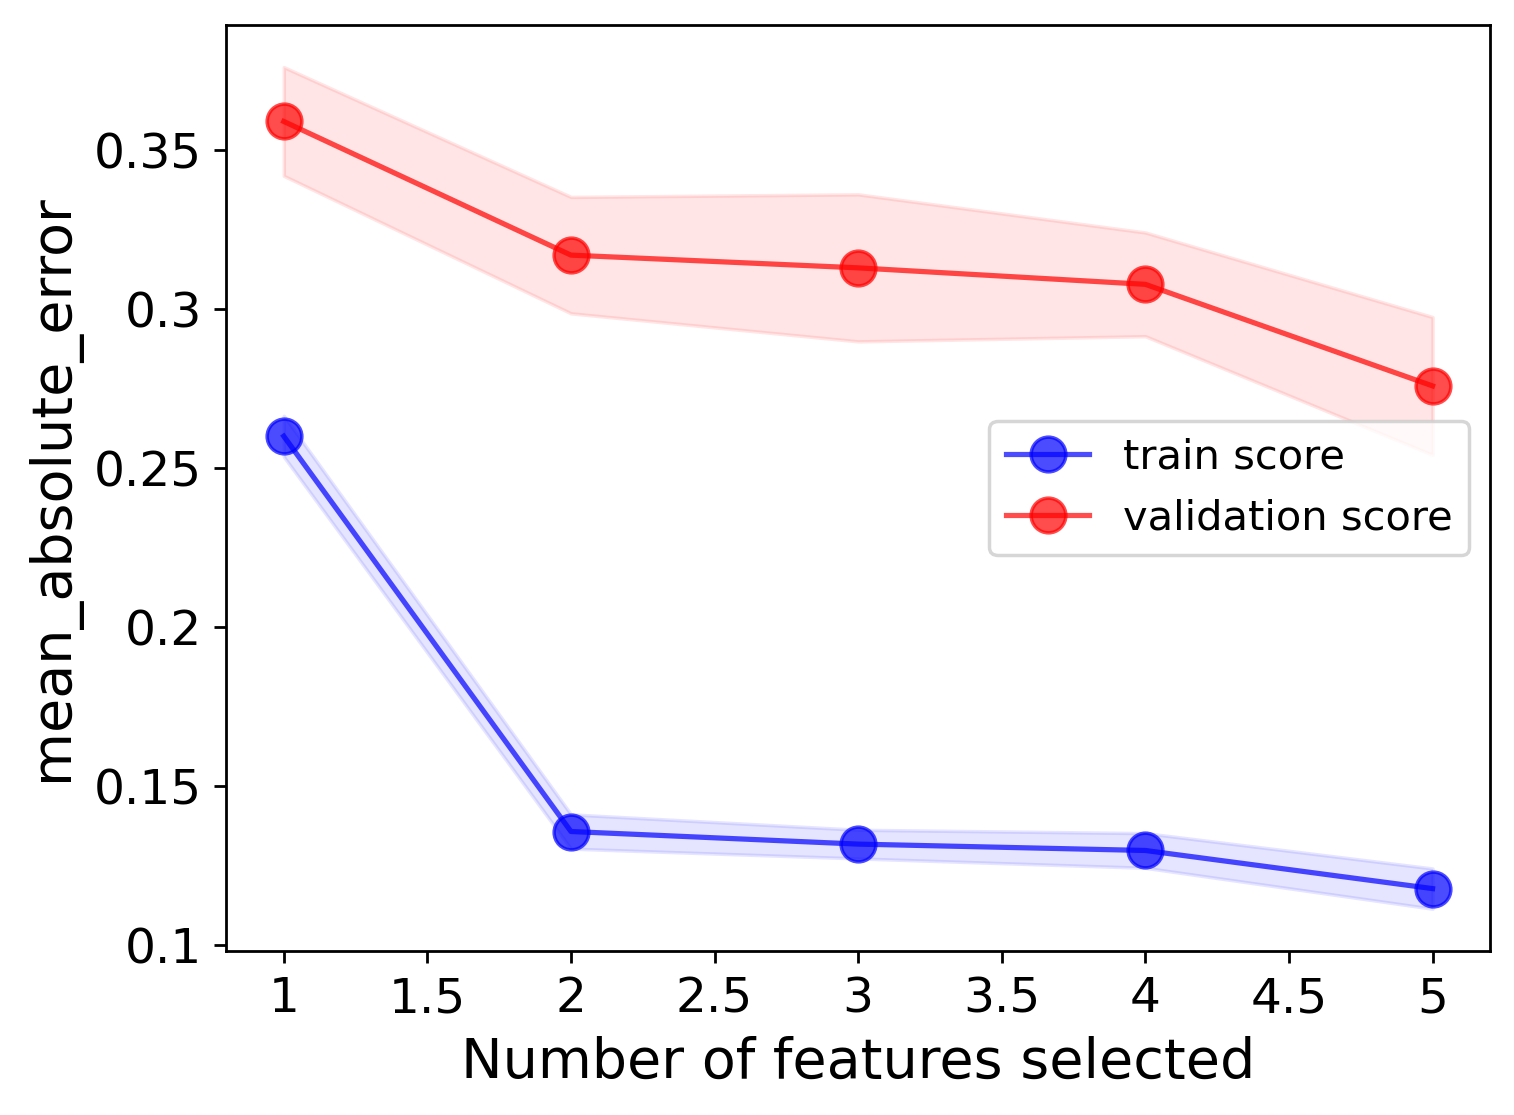 mean_absolute_error
0.35
0.3
0.25
0.2
0.15
0.1
train score
validation score
1 1.5 2 2.5 3 3.5 4 4.5 5
Number of features selected